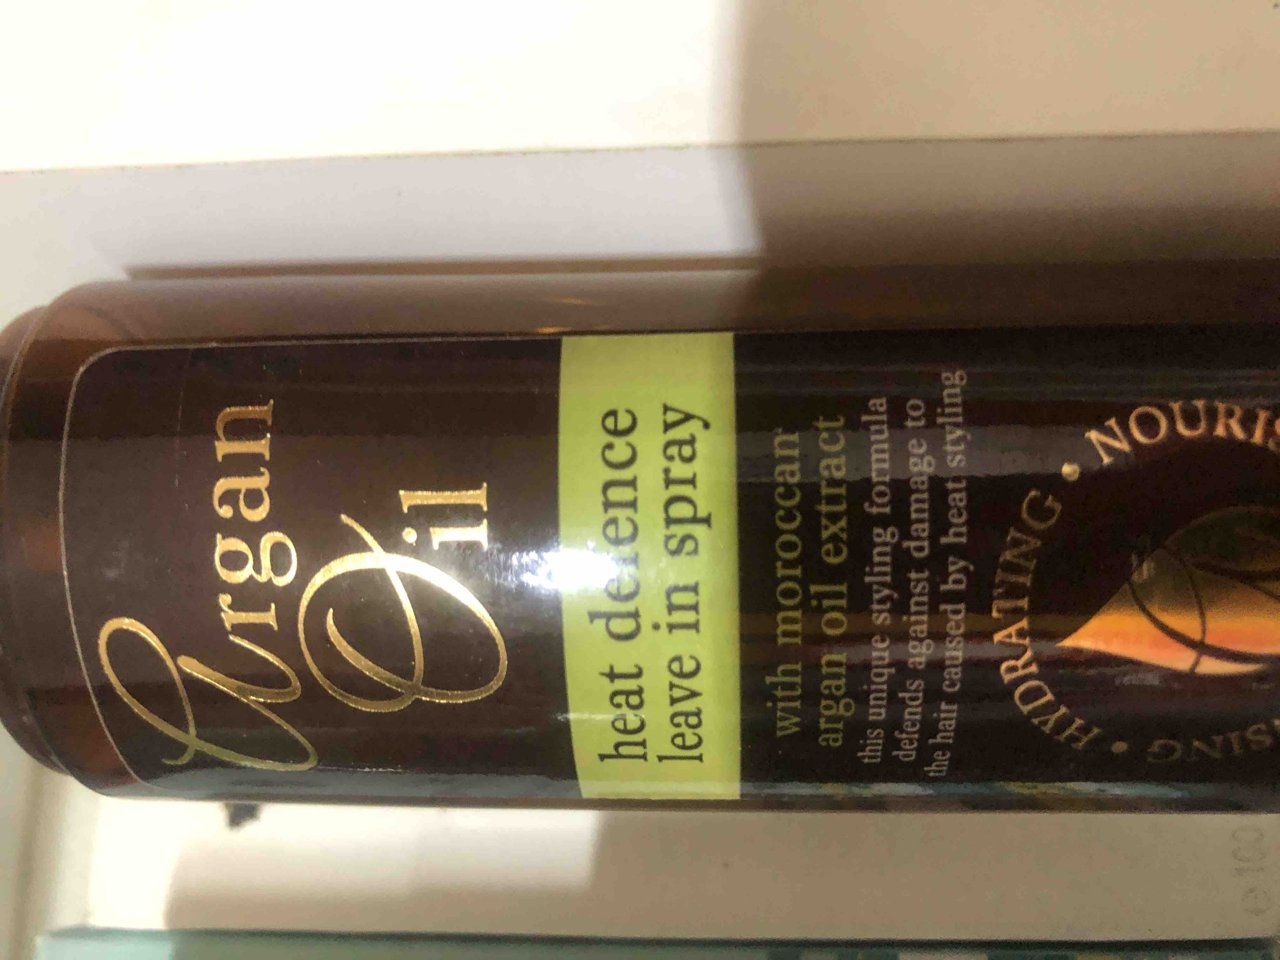 Argan
Oil
heat defence
leave in spray
with moroccan
argan oil extract
this unique styling formula
defends against damage to
the hair caused by heat styling
HYDRATING •